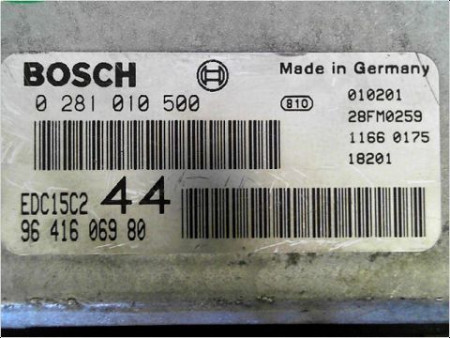 BOSCH Made in Germany
0 281 010 500 810 010201
28FM0259
1166 0175
18201
EDC15C2 44
96 416 069 80